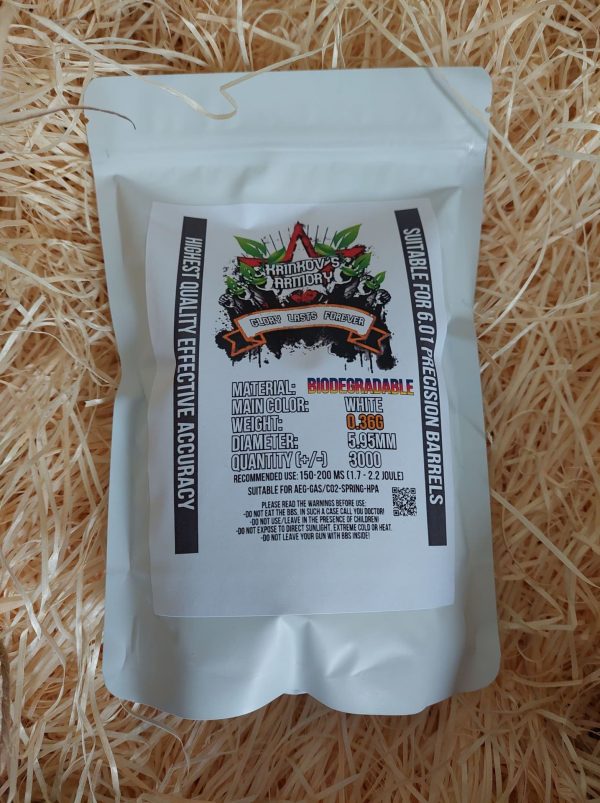 KRINKOV'S
ARMORY
GLORY LASTS FOREVER
HIGHEST QUALITY EFFECTIVE ACCURACY
SUITABLE FOR 6.01 PRECISION BARRELS
MATERIAL: BIODEGRADABLE
MAIN COLOR: WHITE
WEIGHT: 0.36G
DIAMETER: 5.95MM
QUANTITY (+/-) 3000
RECOMMENDED USE: 150-200 MS (1.7 - 2.2 JOULE)
SUITABLE FOR AEG-GAS/CO2-SPRING-HPA
PLEASE READ THE WARNINGS BEFORE USE:
-DO NOT EAT THE BBS, IN SUCH A CASE CALL YOU DOCTOR!
-DO NOT USE/LEAVE IN THE PRESENCE OF CHILDREN!
-DO NOT EXPOSE TO DIRECT SUNLIGHT, EXTREME COLD OR HEAT.
-DO NOT LEAVE YOUR GUN WITH BBS INSIDE!